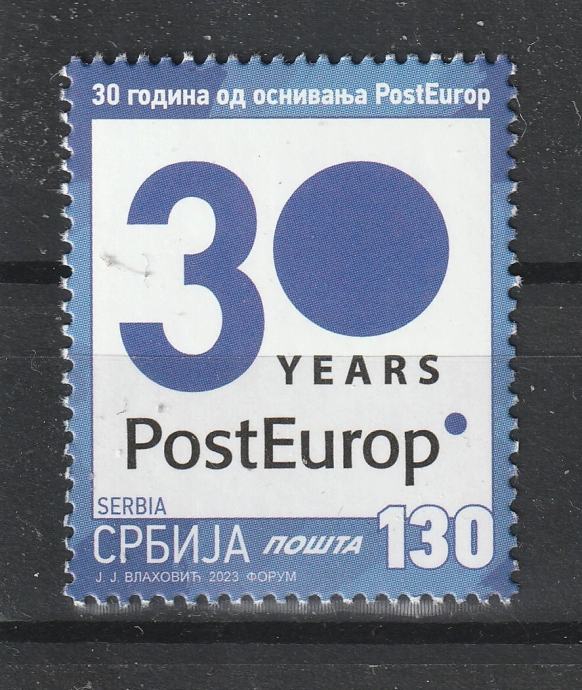 30 година од оснивања PostEurop
30
YEARS
PostEurop
SERBIA
СРБИЈА пошта 130
Ј. Ј. ВЛАХОВИЋ 2023 ФОРУМ